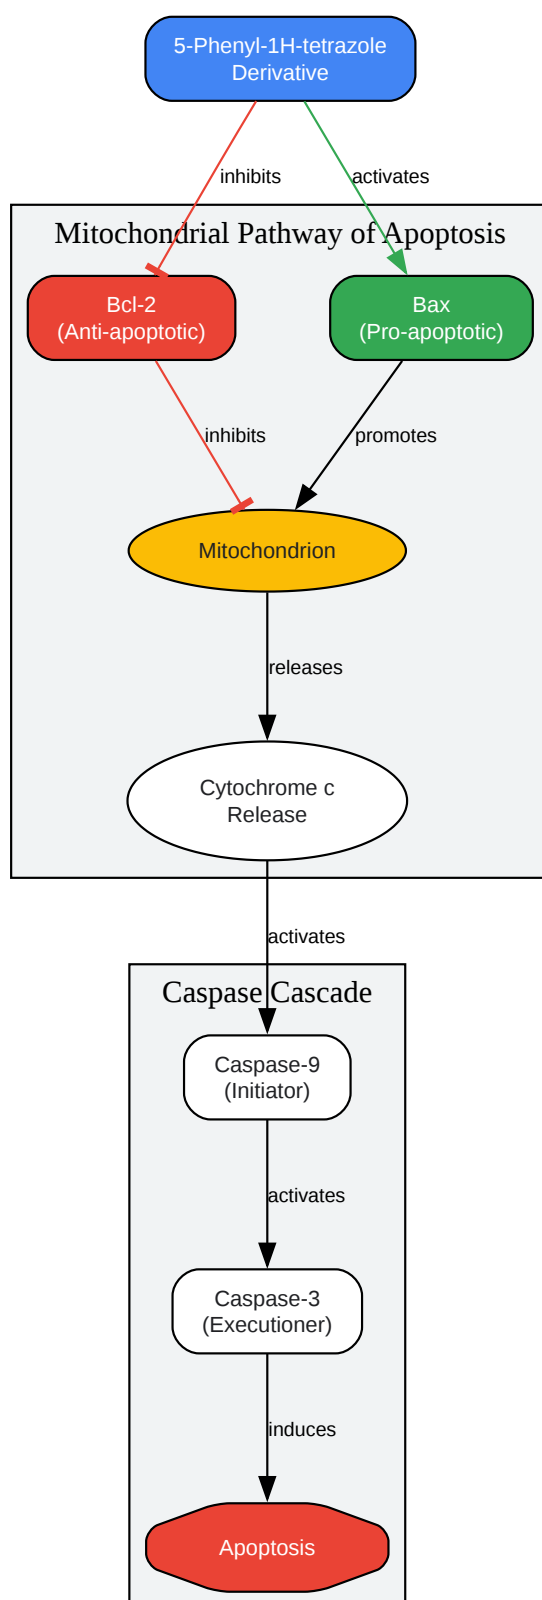 5-Phenyl-1H-tetrazole
Derivative
inhibits
activates
Mitochondrial Pathway of Apoptosis
Bcl-2
(Anti-apoptotic)
Bax
(Pro-apoptotic)
inhibits
promotes
Mitochondrion
releases
Cytochrome c
Release
activates
Caspase Cascade
Caspase-9
(Initiator)
activates
Caspase-3
(Executioner)
induces
Apoptosis